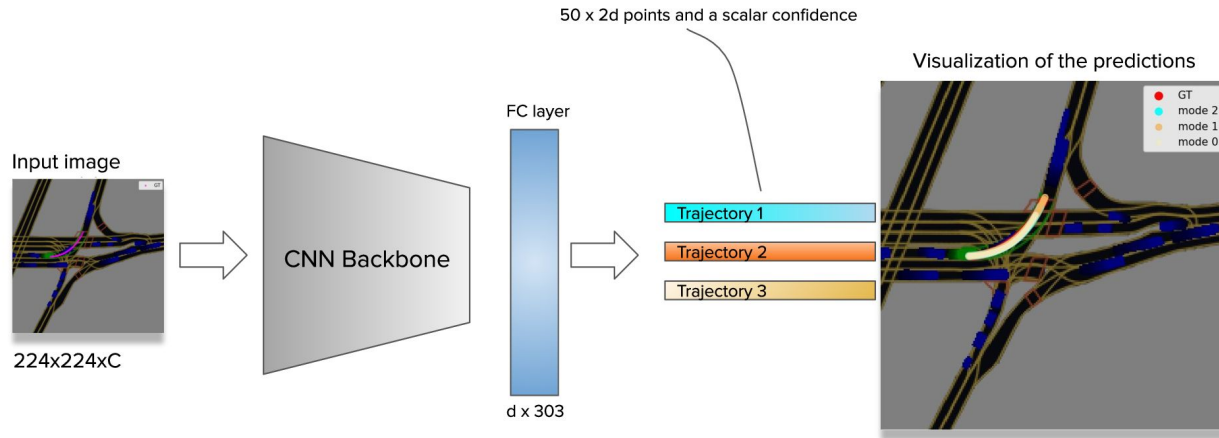 50 x 2d points and a scalar confidence
Visualization of the predictions
GT
mode 2
mode 1
mode 0
FC layer
Input image
GT
CNN Backbone
Trajectory 1
Trajectory 2
Trajectory 3
224x224xC
d x 303